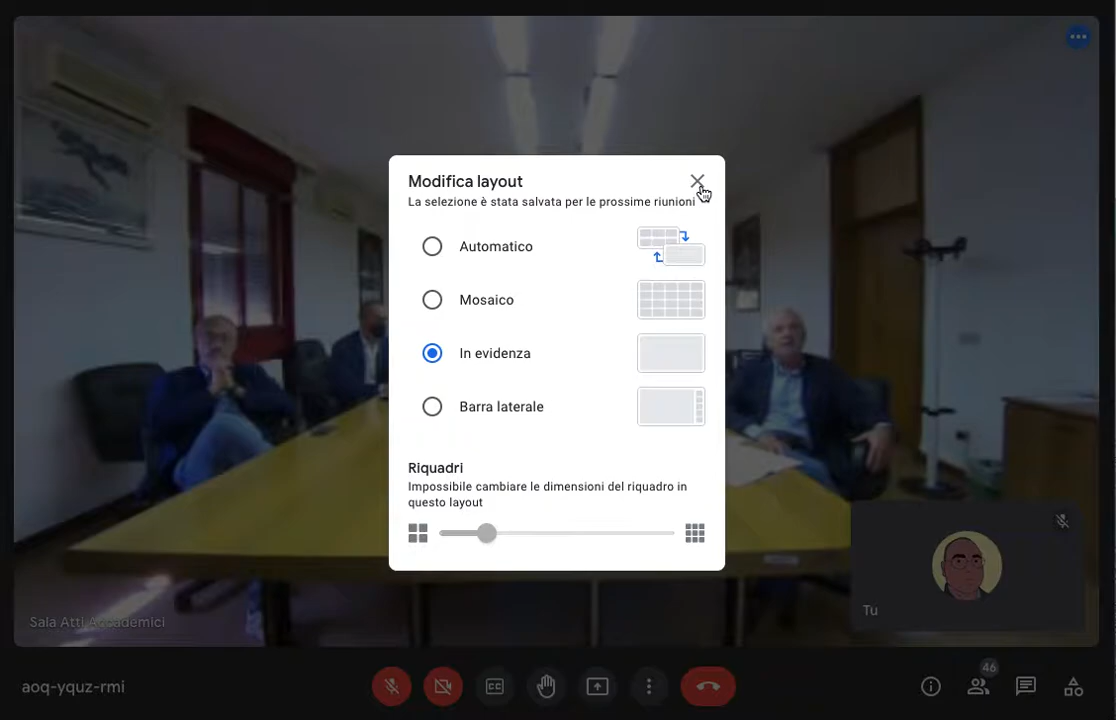 Modifica layout
La selezione è stata salvata per le prossime riunioni
Automatico
Mosaico
In evidenza
Barra laterale
Riquadri
Impossibile cambiare le dimensioni del riquadro in
questo layout
Tu
Sala Atti Accademici
aoq-yquz-rmi
CC
46